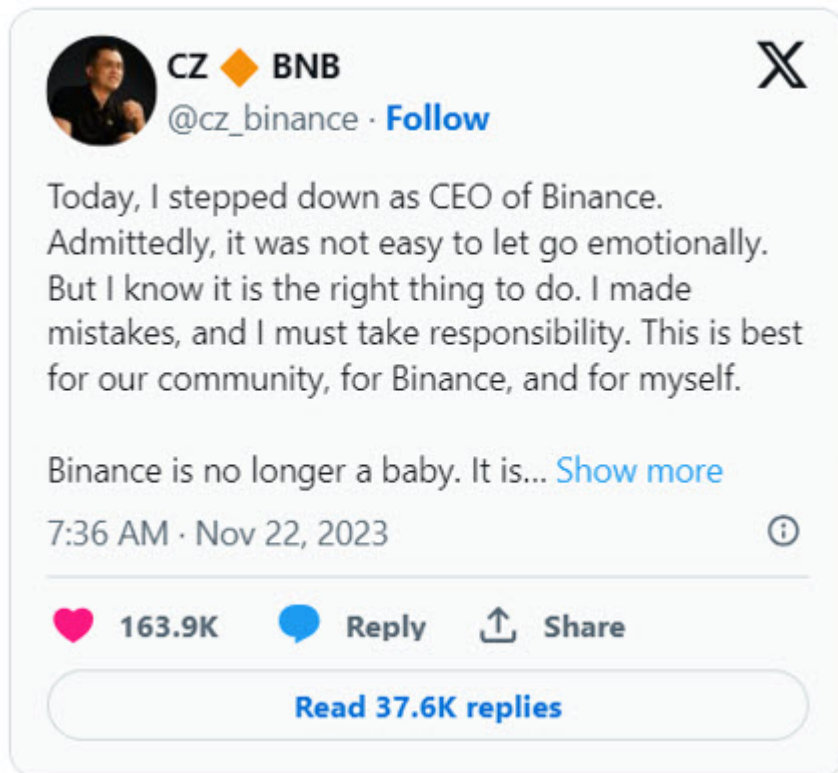 CZ 🔶 BNB
@cz_binance · Follow
Today, I stepped down as CEO of Binance.
Admittedly, it was not easy to let go emotionally.
But I know it is the right thing to do. I made
mistakes, and I must take responsibility. This is best
for our community, for Binance, and for myself.
Binance is no longer a baby. It is... Show more
7:36 AM · Nov 22, 2023
163.9K Reply Share
Read 37.6K replies